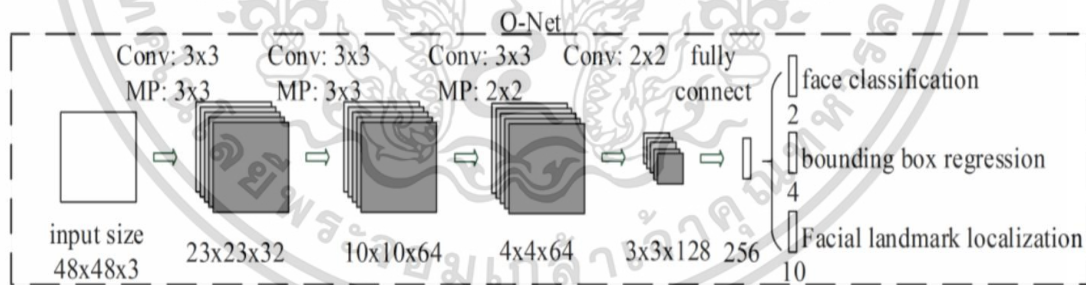 O-Net
Conv: 3x3 Conv: 3x3 Conv: 3x3 Conv: 2x2 fully
MP: 3x3 MP: 3x3 MP: 2x2 connect
face classification
2
bounding box regression
4
Facial landmark localization
10
input size
48x48x3
23x23x32 10x10x64 4x4x64 3x3x128 256